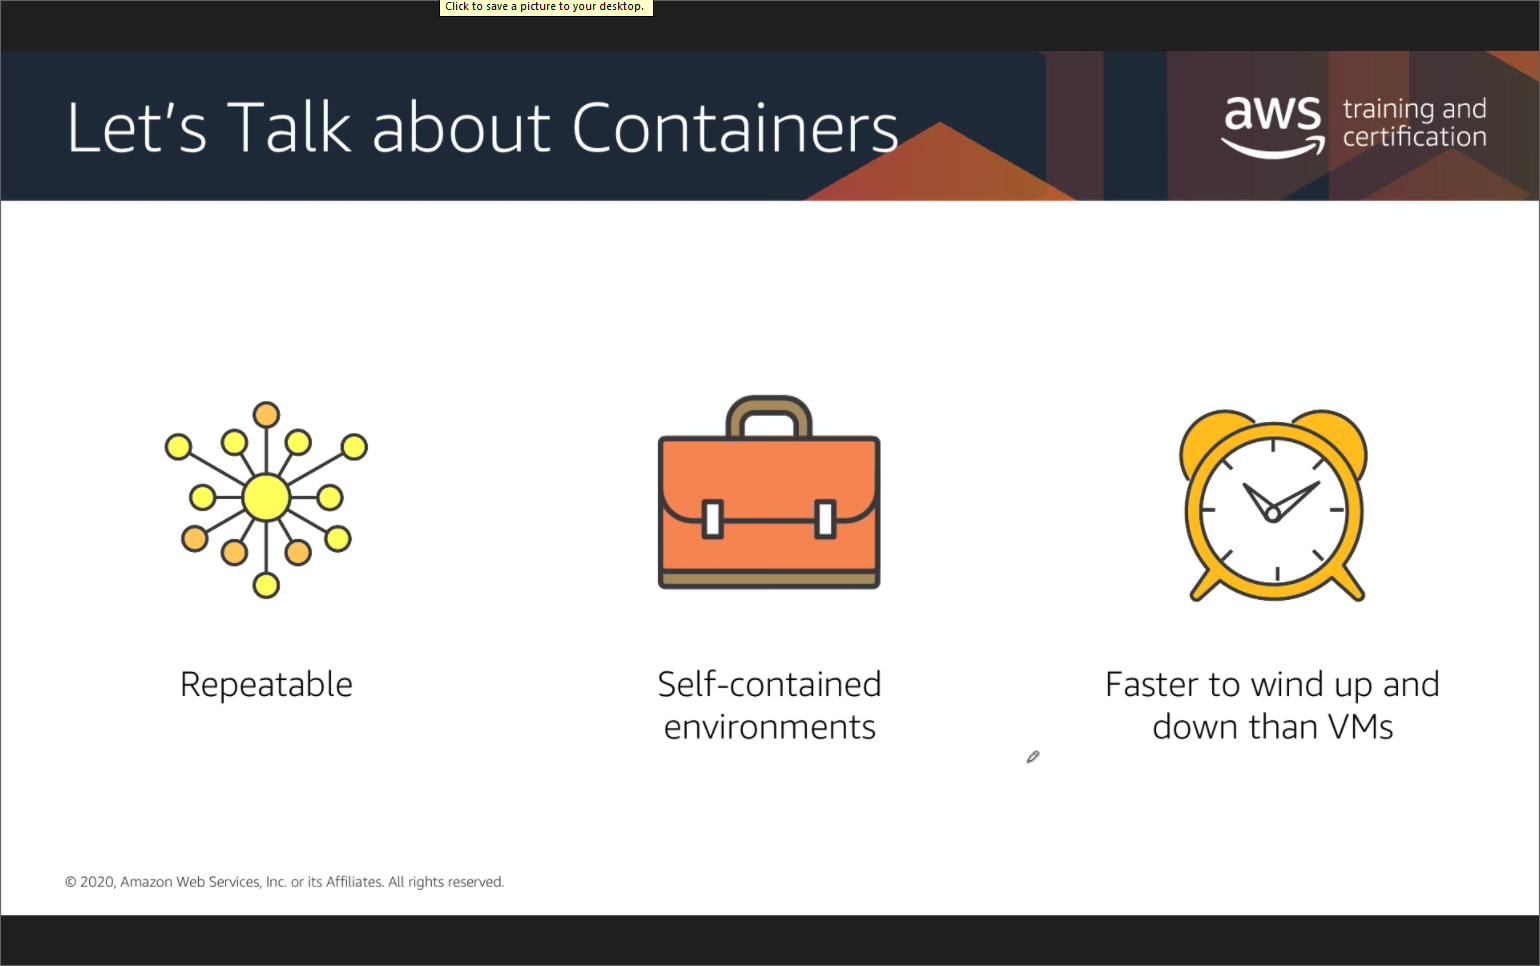 Click to save a picture to your desktop.
Let's Talk about Containers
aws training and
certification
Repeatable
Self-contained
environments
Faster to wind up and
down than VMs
© 2020, Amazon Web Services, Inc. or its Affiliates. All rights reserved.